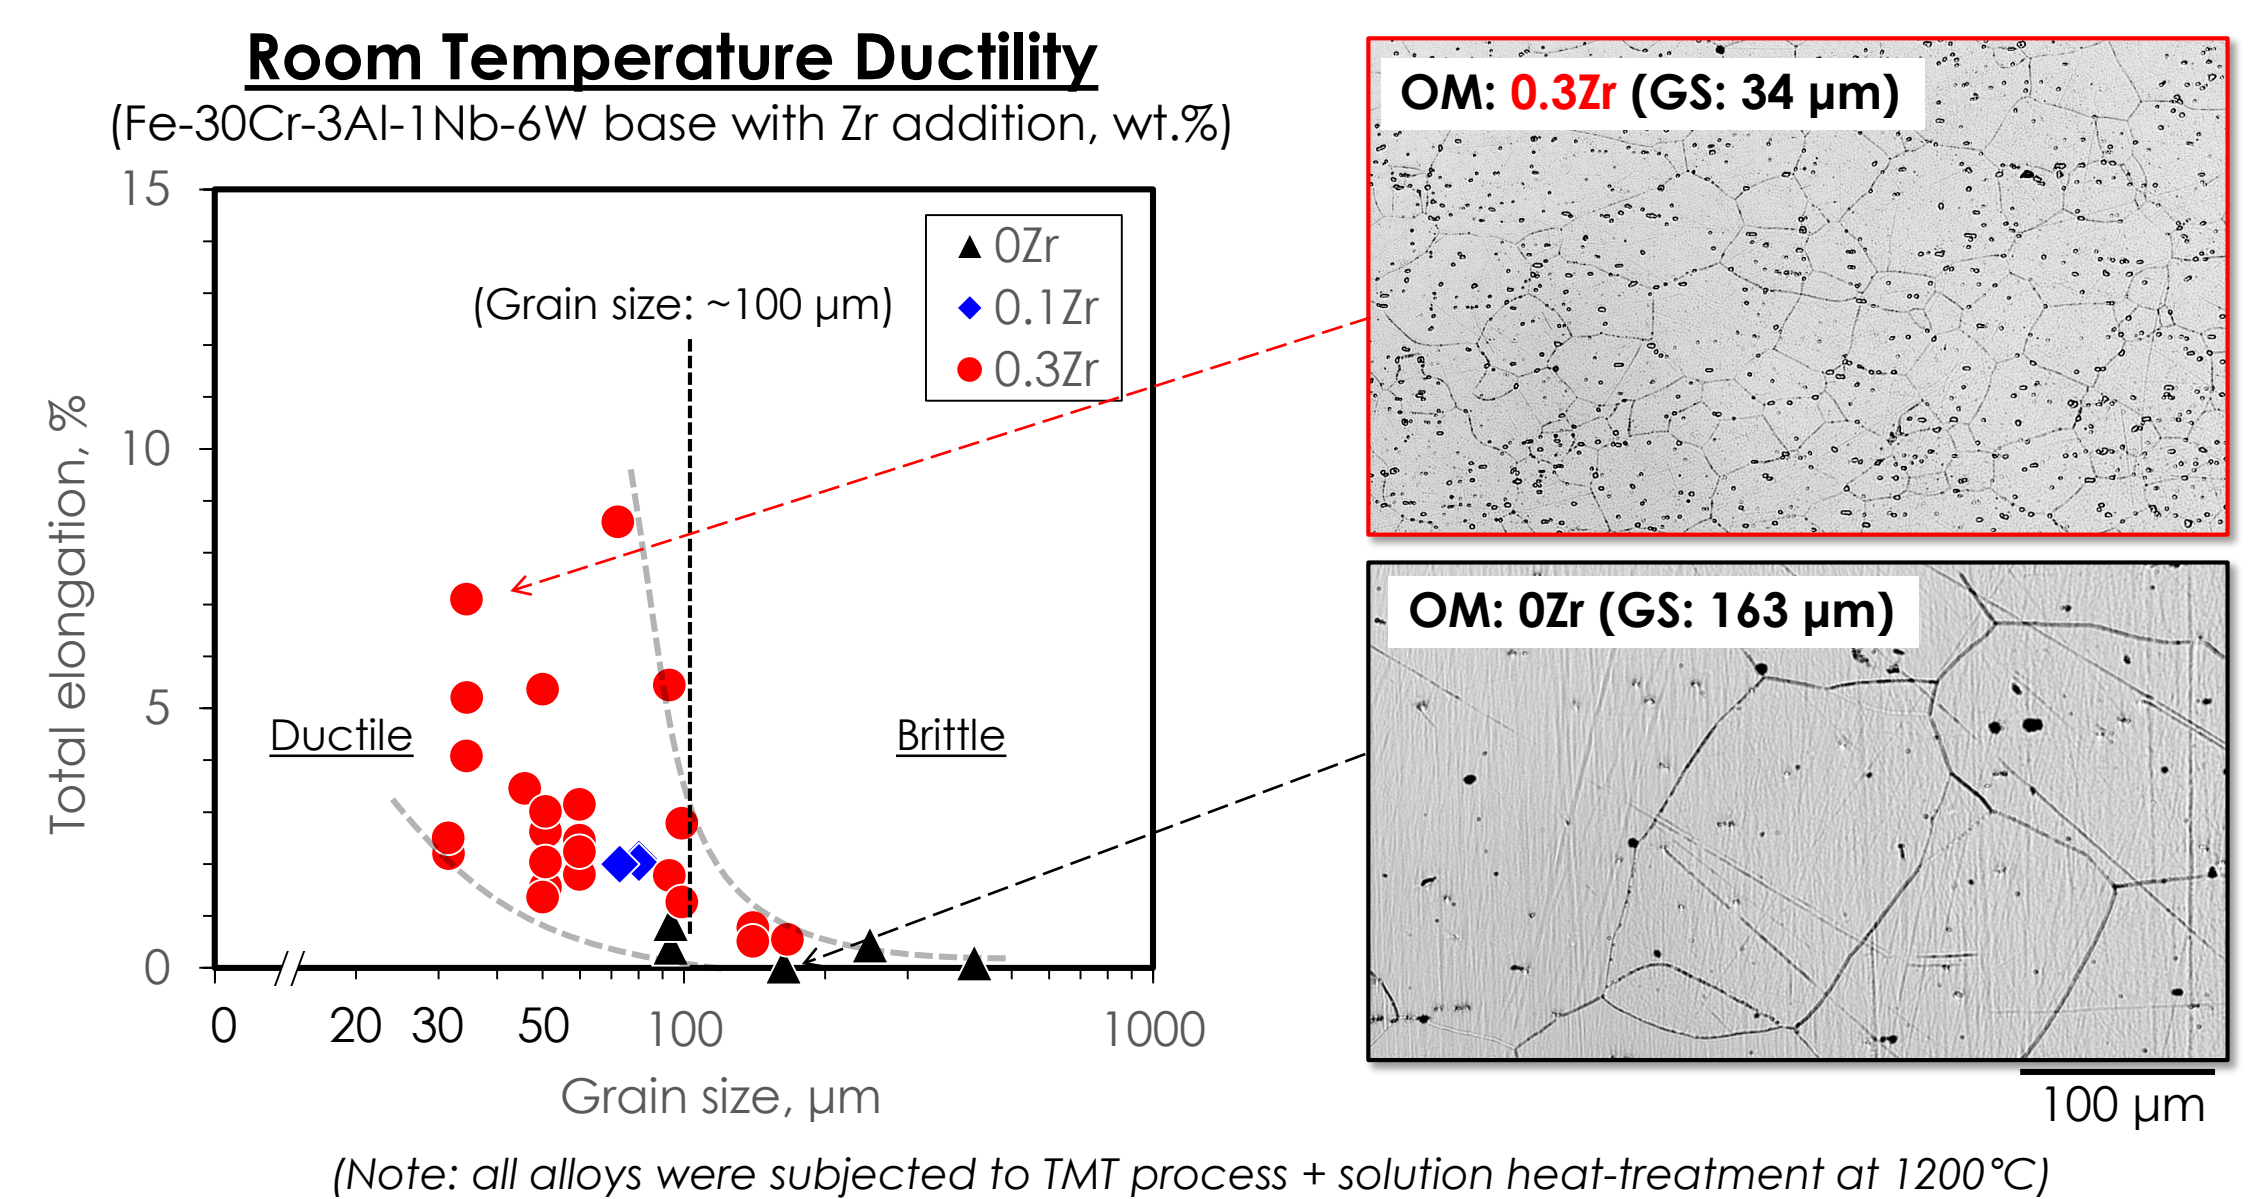 Room Temperature Ductility
(Fe-30Cr-3Al-1Nb-6W base with Zr addition, wt.%)
15
10
5
0
Total elongation, %
(Grain size: ~100 µm)
0Zr
0.1Zr
0.3Zr
Ductile
Brittle
0 20 30 50 100 1000
Grain size, µm
OM: 0.3Zr (GS: 34 µm)
OM: 0Zr (GS: 163 µm)
100 µm
(Note: all alloys were subjected to TMT process + solution heat-treatment at 1200°C)